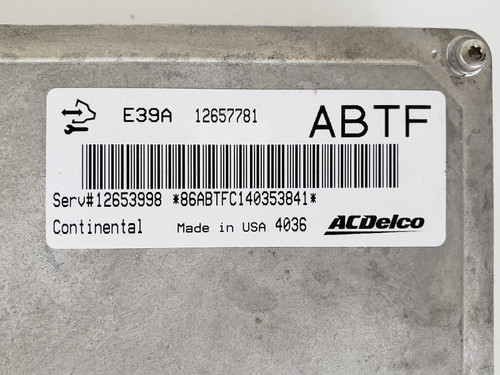 E39A 12657781 ABTF
Serv#12653998 *86ABTFC140353841*
Continental Made in USA 4036 ACDelco